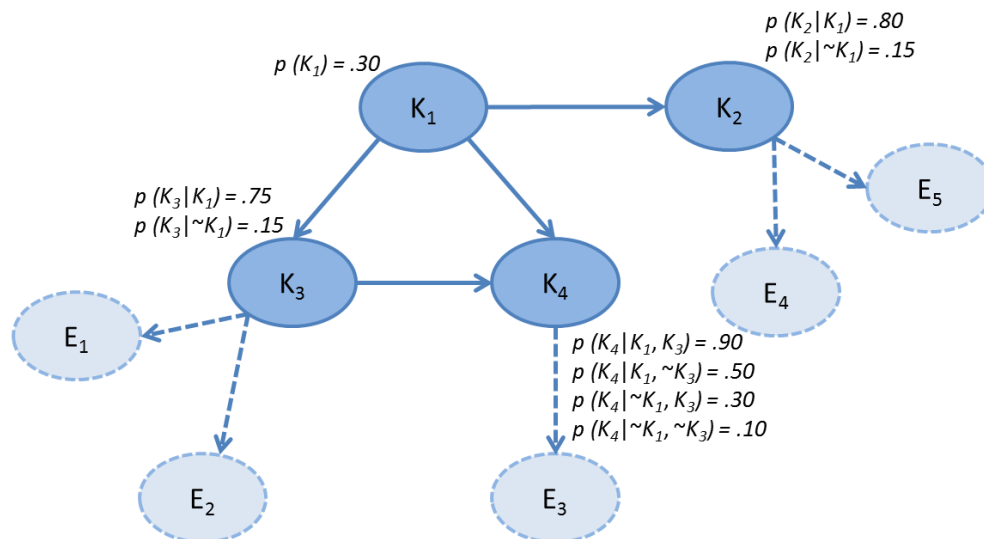 p (K₂|K₁) = .80
p (K₂|~K₁) = .15
p (K₁) = .30
K₁
K₂
E₅
p (K₃|K₁) = .75
p (K₃|~K₁) = .15
K₃
K₄
E₄
E₁
p (K₄|K₁, K₃) = .90
p (K₄|K₁, ~K₃) = .50
p (K₄|~K₁, K₃) = .30
p (K₄|~K₁, ~K₃) = .10
E₂
E₃